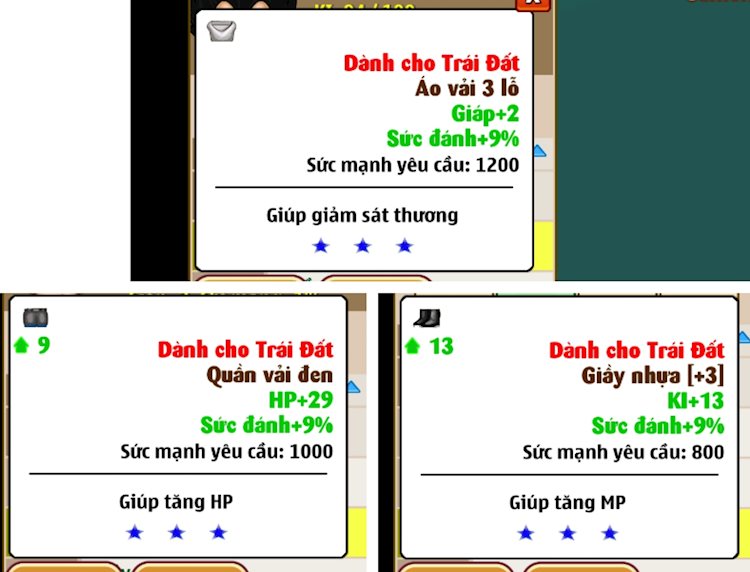 Dành cho Trái Đất
Áo vải 3 lỗ
Giáp+2
Sức đánh+9%
Sức mạnh yêu cầu: 1200
Giúp giảm sát thương
9
Dành cho Trái Đất
Quần vải đen
HP+29
Sức đánh+9%
Sức mạnh yêu cầu: 1000
Giúp tăng HP
13
Dành cho Trái Đất
Giầy nhựa [+3]
KI+13
Sức đánh+9%
Sức mạnh yêu cầu: 800
Giúp tăng MP